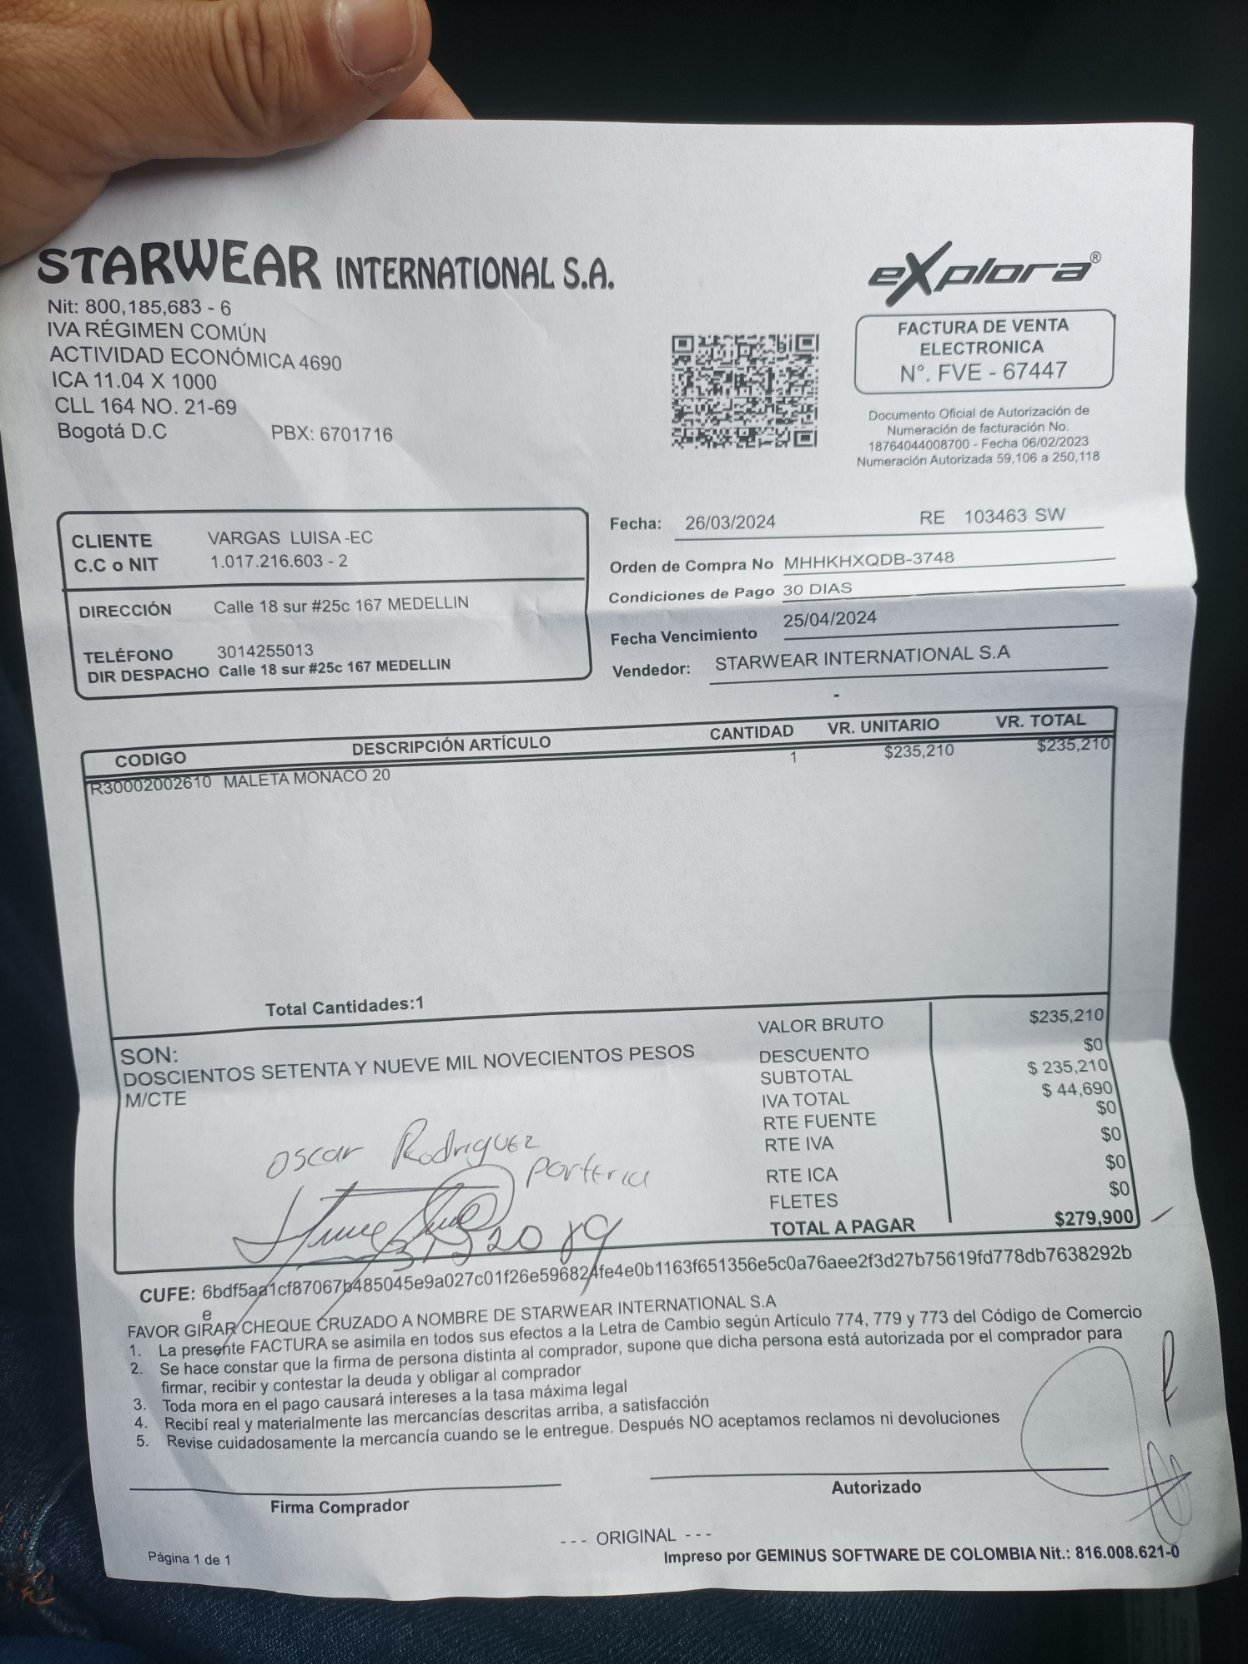 STARWEAR INTERNATIONAL S.A.
Nit: 800,185,683 - 6
IVA RÉGIMEN COMÚN
ACTIVIDAD ECONÓMICA 4690
ICA 11.04 X 1000
CLL 164 NO. 21-69
Bogotá D.C PBX: 6701716
eXplora®
FACTURA DE VENTA
ELECTRONICA
N°. FVE - 67447
Documento Oficial de Autorización de
Numeración de facturación No.
18764044008700 - Fecha 06/02/2023
Numeración Autorizada 59,106 a 250,118
CLIENTE VARGAS LUISA -EC
C.C o NIT 1.017.216.603 - 2
DIRECCIÓN Calle 18 sur #25c 167 MEDELLIN
TELÉFONO 3014255013
DIR DESPACHO Calle 18 sur #25c 167 MEDELLIN
Fecha: 26/03/2024 RE 103463 SW
Orden de Compra No MHHKHXQDB-3748
Condiciones de Pago 30 DIAS
Fecha Vencimiento 25/04/2024
Vendedor: STARWEAR INTERNATIONAL S.A
-
CODIGO DESCRIPCIÓN ARTÍCULO CANTIDAD VR. UNITARIO VR. TOTAL
R30002002610 MALETA MONACO 20 1 $235,210 $235,210
Total Cantidades:1
SON:
DOSCIENTOS SETENTA Y NUEVE MIL NOVECIENTOS PESOS
M/CTE
VALOR BRUTO $235,210
DESCUENTO $0
SUBTOTAL $ 235,210
IVA TOTAL $ 44,690
RTE FUENTE $0
RTE IVA $0
RTE ICA $0
FLETES $0
TOTAL A PAGAR $279,900
Oscar Rodriguez
porteria
CUFE: 6bdf5aa1cf87067b485045e9a027c01f26e596824fe4e0b1163f651356e5c0a76aee2f3d27b75619fd778db7638292b
e
FAVOR GIRAR CHEQUE CRUZADO A NOMBRE DE STARWEAR INTERNATIONAL S.A
1. La presente FACTURA se asimila en todos sus efectos a la Letra de Cambio según Artículo 774, 779 y 773 del Código de Comercio
2. Se hace constar que la firma de persona distinta al comprador, supone que dicha persona está autorizada por el comprador para
firmar, recibir y contestar la deuda y obligar al comprador
3. Toda mora en el pago causará intereses a la tasa máxima legal
4. Recibí real y materialmente las mercancías descritas arriba, a satisfacción
5. Revise cuidadosamente la mercancía cuando se le entregue. Después NO aceptamos reclamos ni devoluciones
Firma Comprador
Autorizado
- - - ORIGINAL - - -
Página 1 de 1
Impreso por GEMINUS SOFTWARE DE COLOMBIA Nit.: 816.008.621-0